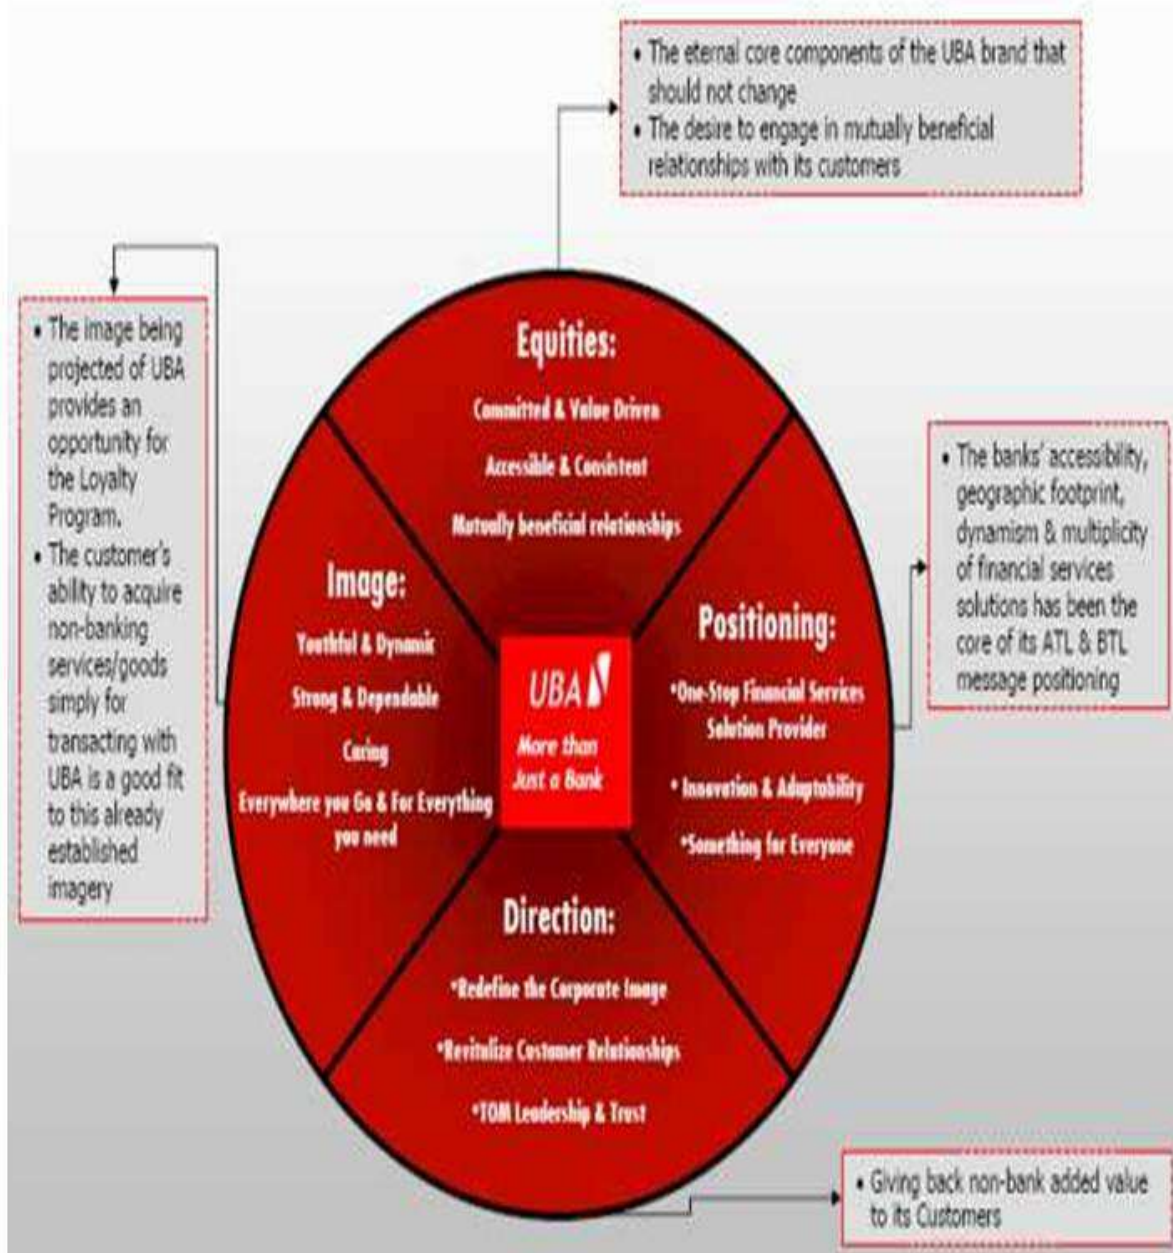 • The eternal core components of the UBA brand that
should not change
• The desire to engage in mutually beneficial
relationships with its customers
• The image being
projected of UBA
provides an
opportunity for
the Loyalty
Program.
• The customer's
ability to acquire
non-banking
services/goods
simply for
transacting with
UBA is a good fit
to this already
established
imagery
Equities:
Committed & Value Driven
Accessible & Consistent
Mutually beneficial relationships
Image:
Youthful & Dynamic
Strong & Dependable
Caring
Everywhere you Go & For Everything
you need
UBA
More than
Just a Bank
Positioning:
*One-Stop Financial Services
Solution Provider
* Innovation & Adaptability
*Something for Everyone
• The banks' accessibility,
geographic footprint,
dynamism & multiplicity
of financial services
solutions has been the
core of its ATL & BTL
message positioning
Direction:
*Redefine the Corporate Image
*Revitalize Customer Relationships
*TOM Leadership & Trust
• Giving back non-bank added value
to its Customers